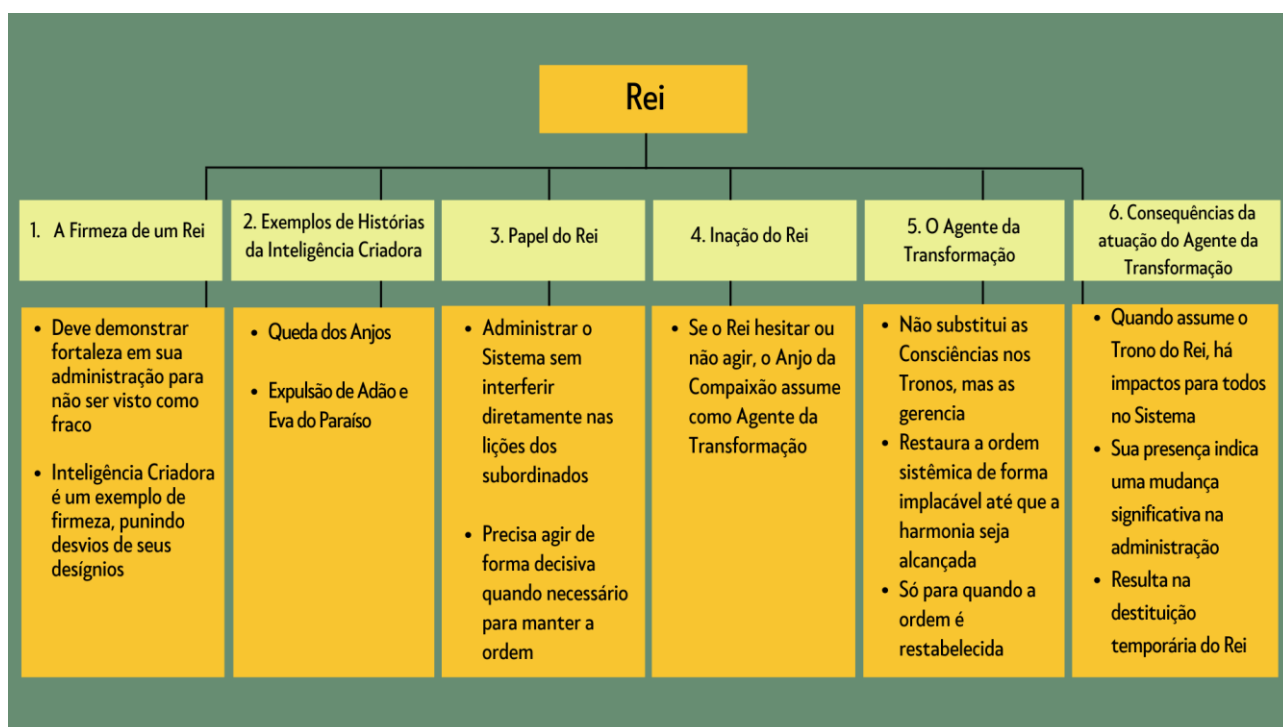 Rei
1. A Firmeza de um Rei
2. Exemplos de Histórias
da Inteligência Criadora
3. Papel do Rei
4. Inação do Rei
5. O Agente da
Transformação
6. Consequências da
atuação do Agente da
Transformação
• Deve demonstrar
fortaleza em sua
administração para
não ser visto como
fraco
• Inteligência Criadora
é um exemplo de
firmeza, punindo
desvios de seus
desígnios
• Queda dos Anjos
• Expulsão de Adão e
Eva do Paraíso
• Administrar o
Sistema sem
interferir
diretamente nas
lições dos
subordinados
• Precisa agir de
forma decisiva
quando necessário
para manter a
ordem
• Se o Rei hesitar ou
não agir, o Anjo da
Compaixão assume
como Agente da
Transformação
• Não substitui as
Consciências nos
Tronos, mas as
gerencia
• Restaura a ordem
sistêmica de forma
implacável até que a
harmonia seja
alcançada
• Só para quando a
ordem é
restabelecida
• Quando assume o
Trono do Rei, há
impactos para todos
no Sistema
• Sua presença indica
uma mudança
significativa na
administração
• Resulta na
destituição
temporária do Rei